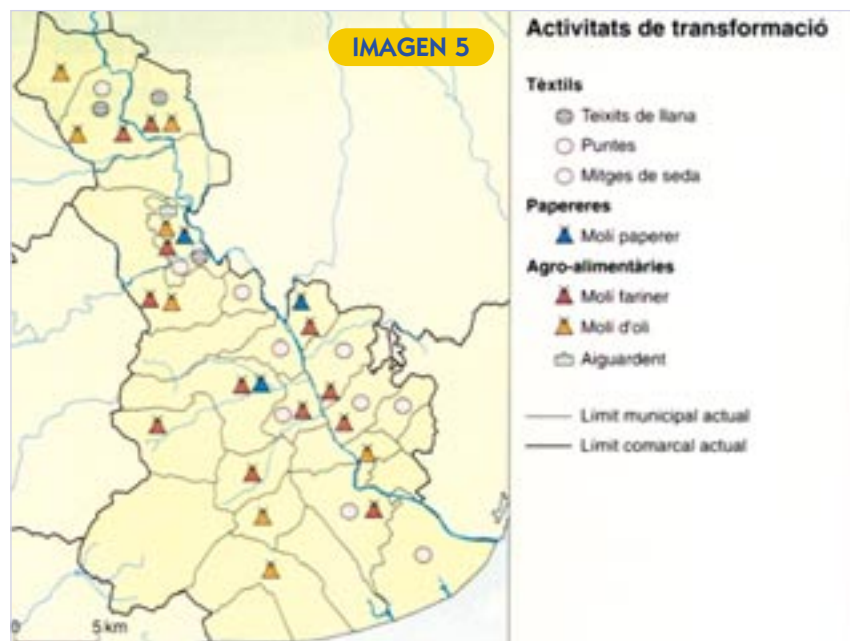 IMAGEN 5
Activitats de transformació
Tèxtils
Teixits de llana
Puntes
Mitges de seda
Papereres
Molí paperer
Agro-alimentàries
Molí fariner
Molí d'oli
Aiguardent
Límit municipal actual
Límit comarcal actual
0 5 km